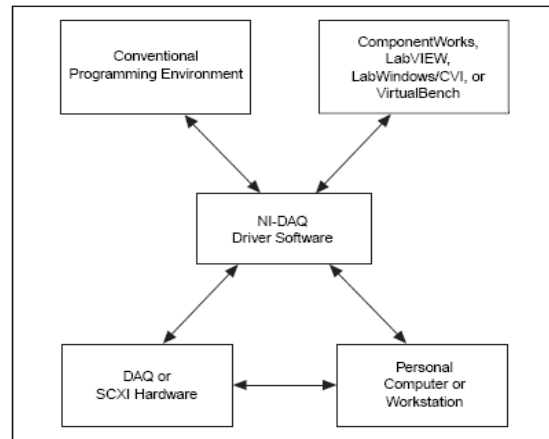 Conventional
Programming Environment
ComponentWorks,
LabVIEW,
LabWindows/CVI, or
VirtualBench
NI-DAQ
Driver Software
DAQ or
SCXI Hardware
Personal
Computer or
Workstation